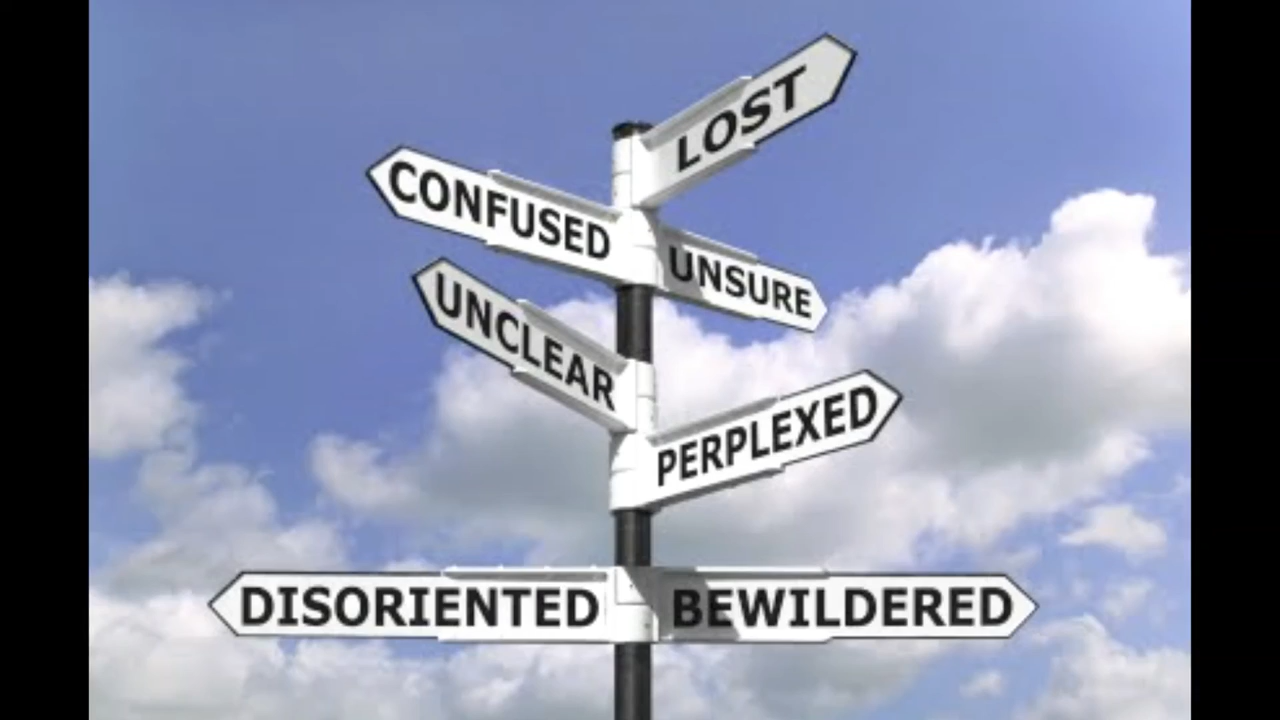 LOST
CONFUSED
UNSURE
UNCLEAR
PERPLEXED
DISORIENTED
BEWILDERED